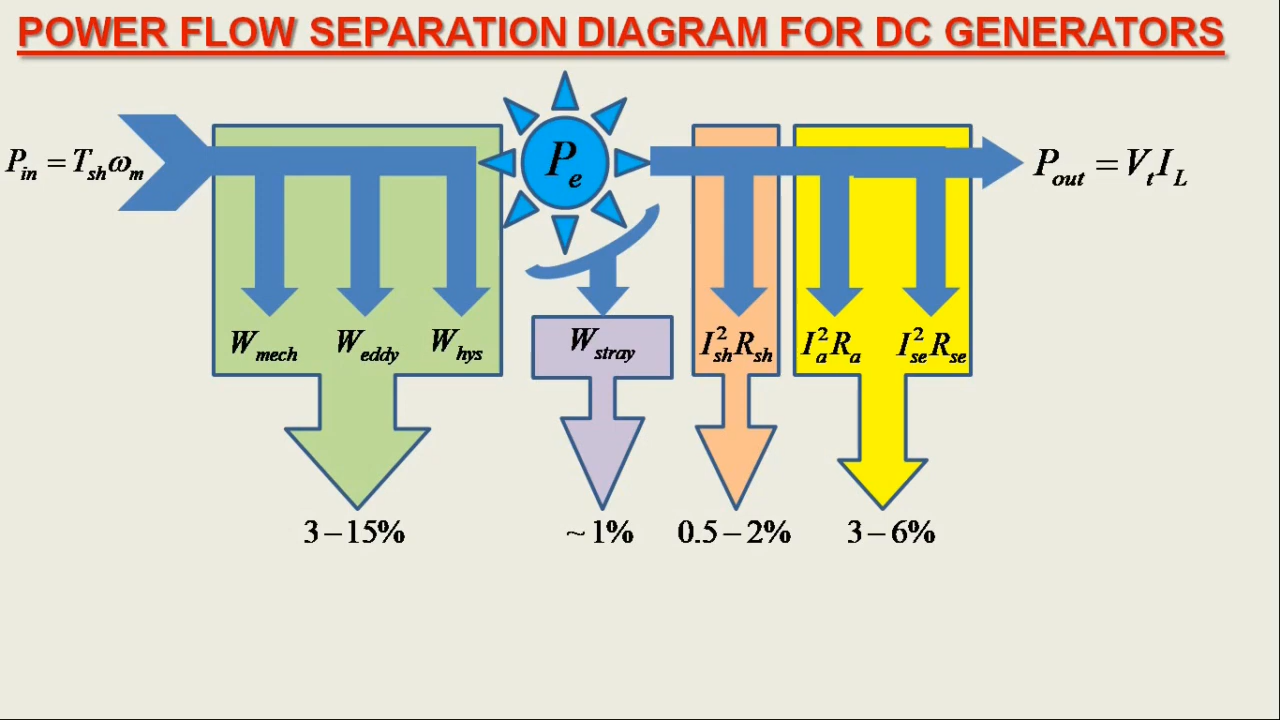 POWER FLOW SEPARATION DIAGRAM FOR DC GENERATORS
P_in = T_sh ω_m
P_e
P_out = V_t I_L
W_mech W_eddy W_hys W_stray I_sh^2 R_sh I_a^2 R_a I_se^2 R_se
3 – 15% ~ 1% 0.5 – 2% 3 – 6%